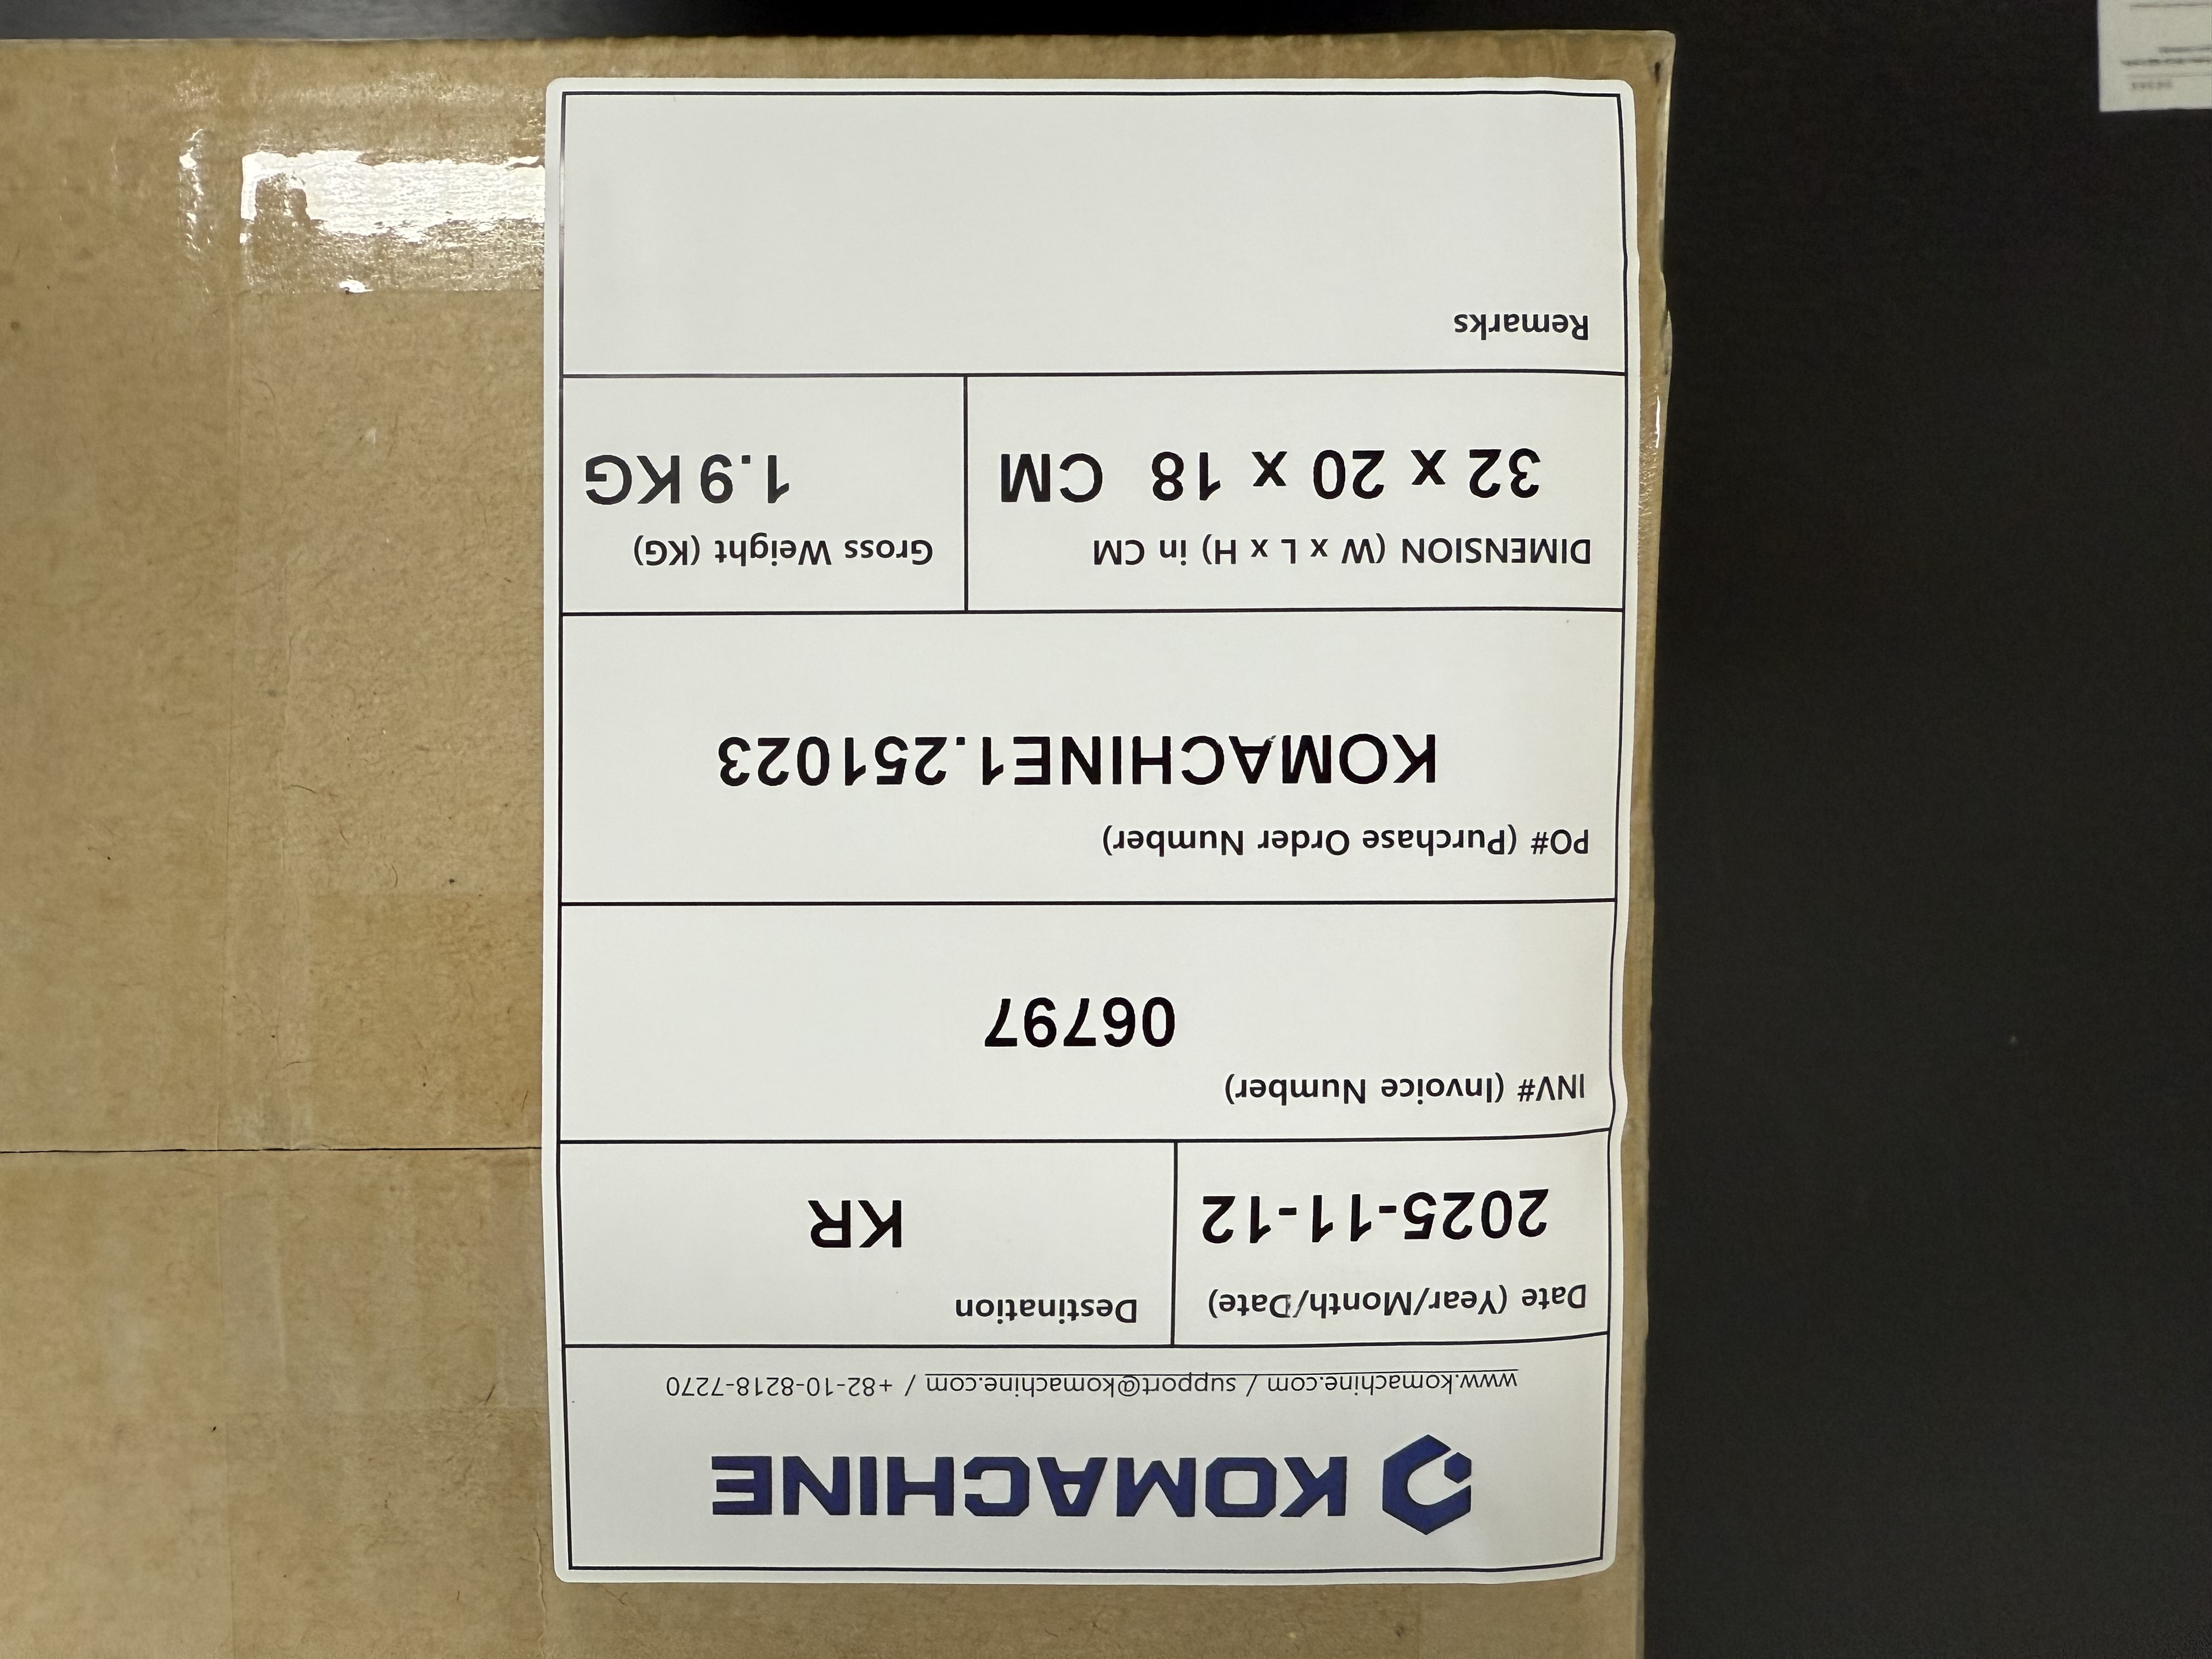 KOMACHINE
www.komachine.com / support@komachine.com / +82-10-8218-7270
Date (Year/Month/Date)
2025-11-12
Destination
KR
INV# (Invoice Number)
06797
PO# (Purchase Order Number)
KOMACHINE1.251023
DIMENSION (W x L x H) in CM
32 x 20 x 18 CM
Gross Weight (KG)
1.9 KG
Remarks